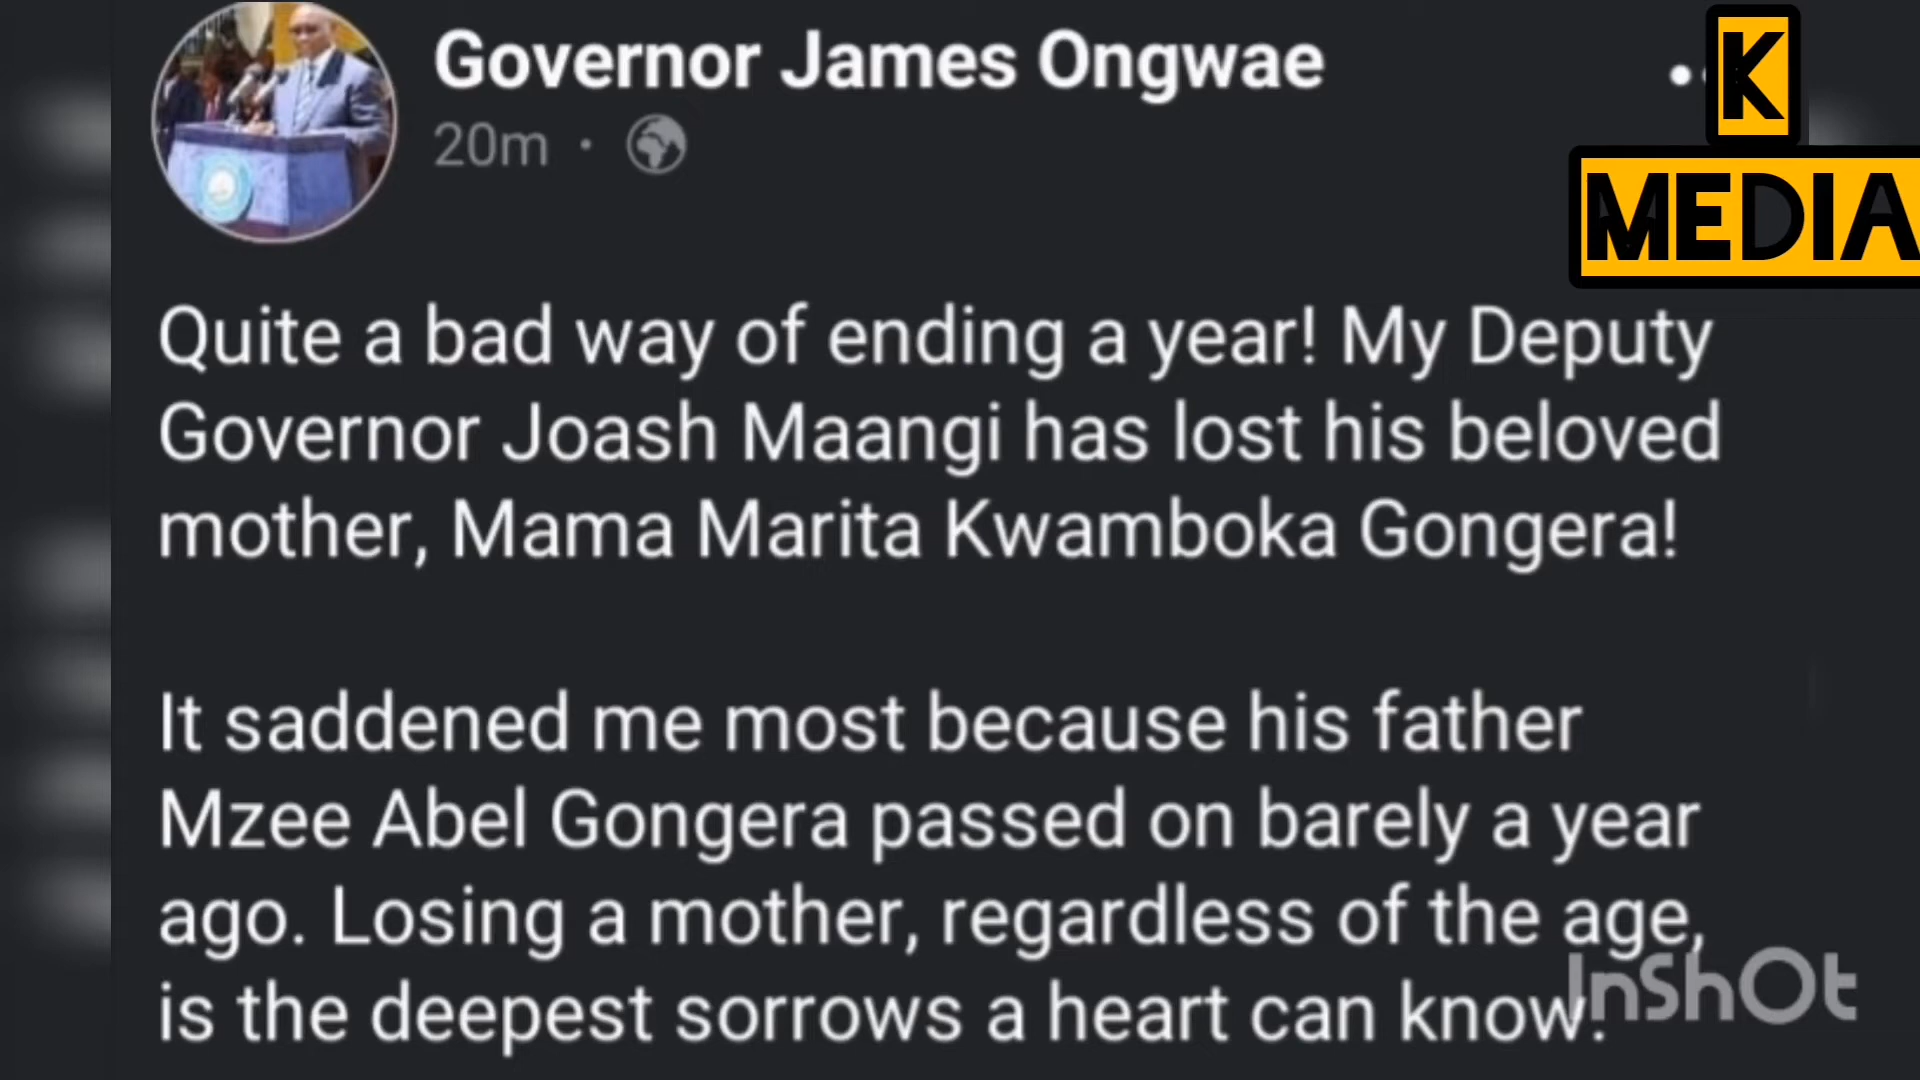 Governor James Ongwae
20m ·
K
MEDIA
Quite a bad way of ending a year! My Deputy
Governor Joash Maangi has lost his beloved
mother, Mama Marita Kwamboka Gongera!
It saddened me most because his father
Mzee Abel Gongera passed on barely a year
ago. Losing a mother, regardless of the age,
is the deepest sorrows a heart can know.
InShOt